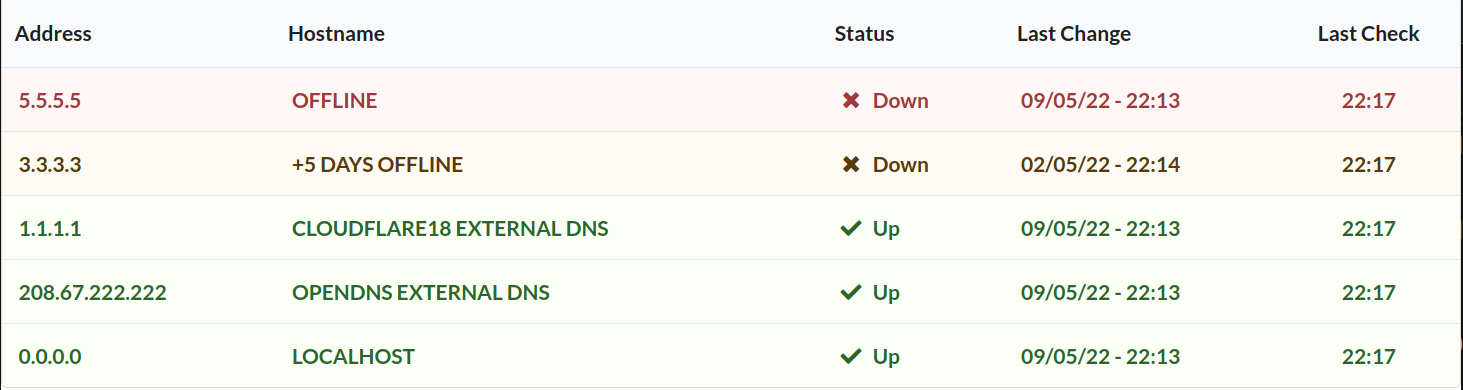 Address Hostname Status Last Change Last Check
5.5.5.5 OFFLINE Down 09/05/22 - 22:13 22:17
3.3.3.3 +5 DAYS OFFLINE Down 02/05/22 - 22:14 22:17
1.1.1.1 CLOUDFLARE18 EXTERNAL DNS Up 09/05/22 - 22:13 22:17
208.67.222.222 OPENDNS EXTERNAL DNS Up 09/05/22 - 22:13 22:17
0.0.0.0 LOCALHOST Up 09/05/22 - 22:13 22:17